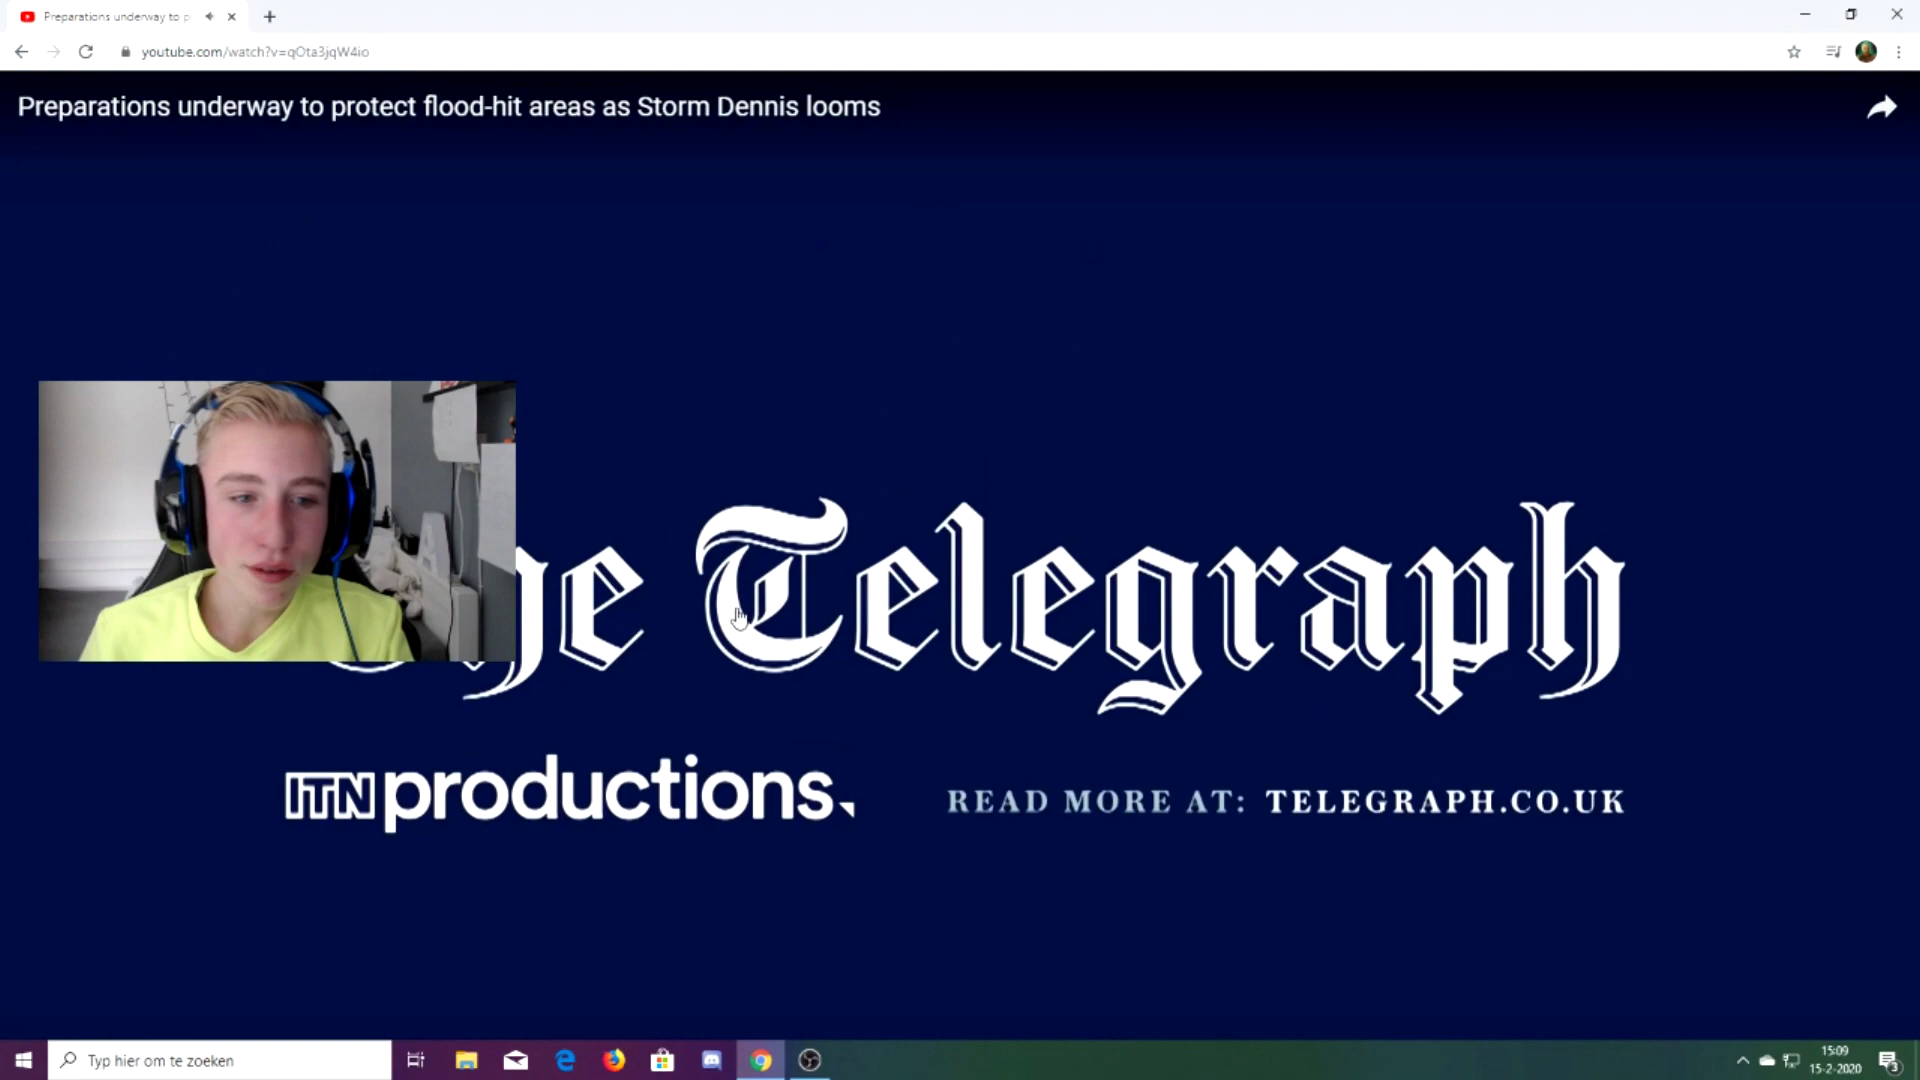 Preparations underway to p
youtube.com/watch?v=qOta3jqW4io
Preparations underway to protect flood-hit areas as Storm Dennis looms
Telegraph
ITN productions.
READ MORE AT: TELEGRAPH.CO.UK
Typ hier om te zoeken
15:09
15-2-2020
3